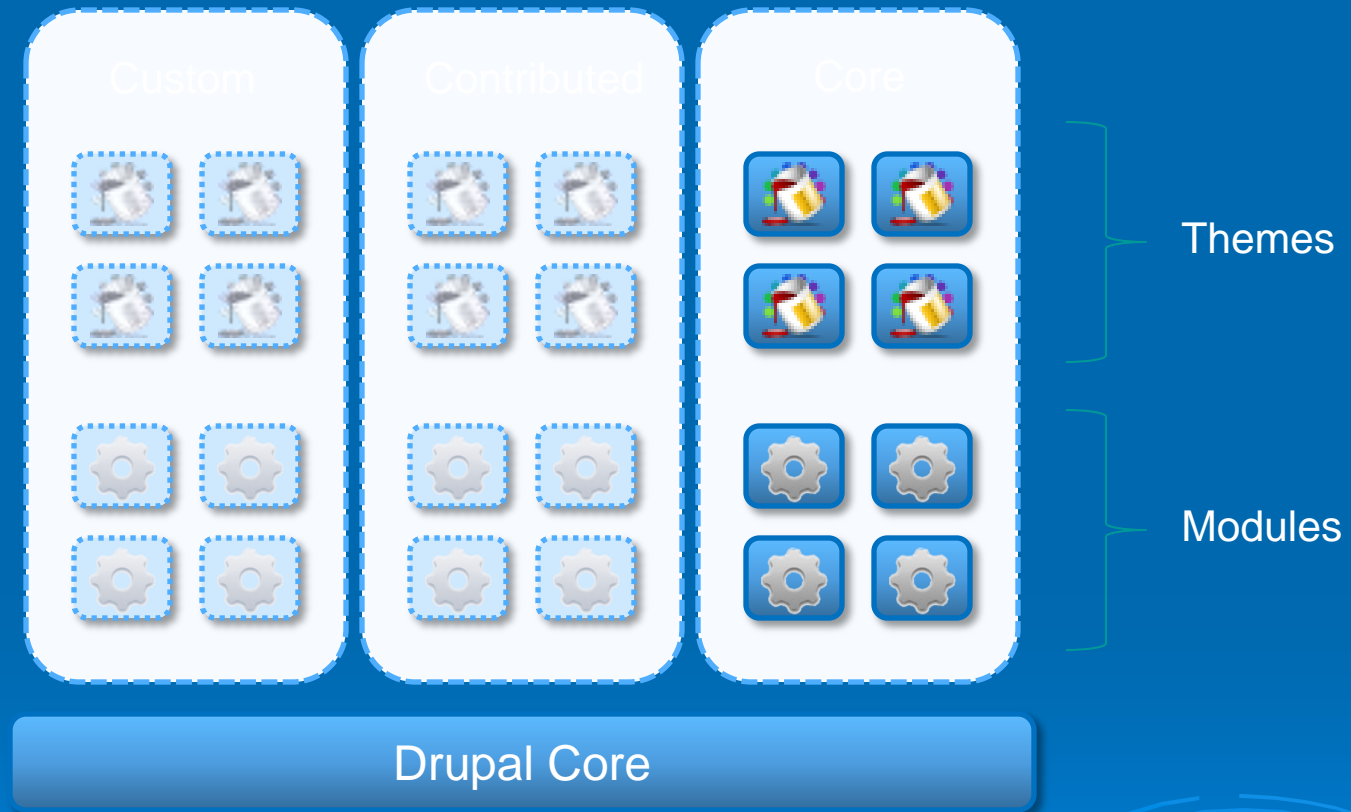 Custom
Contributed
Core
Themes
Modules
Drupal Core